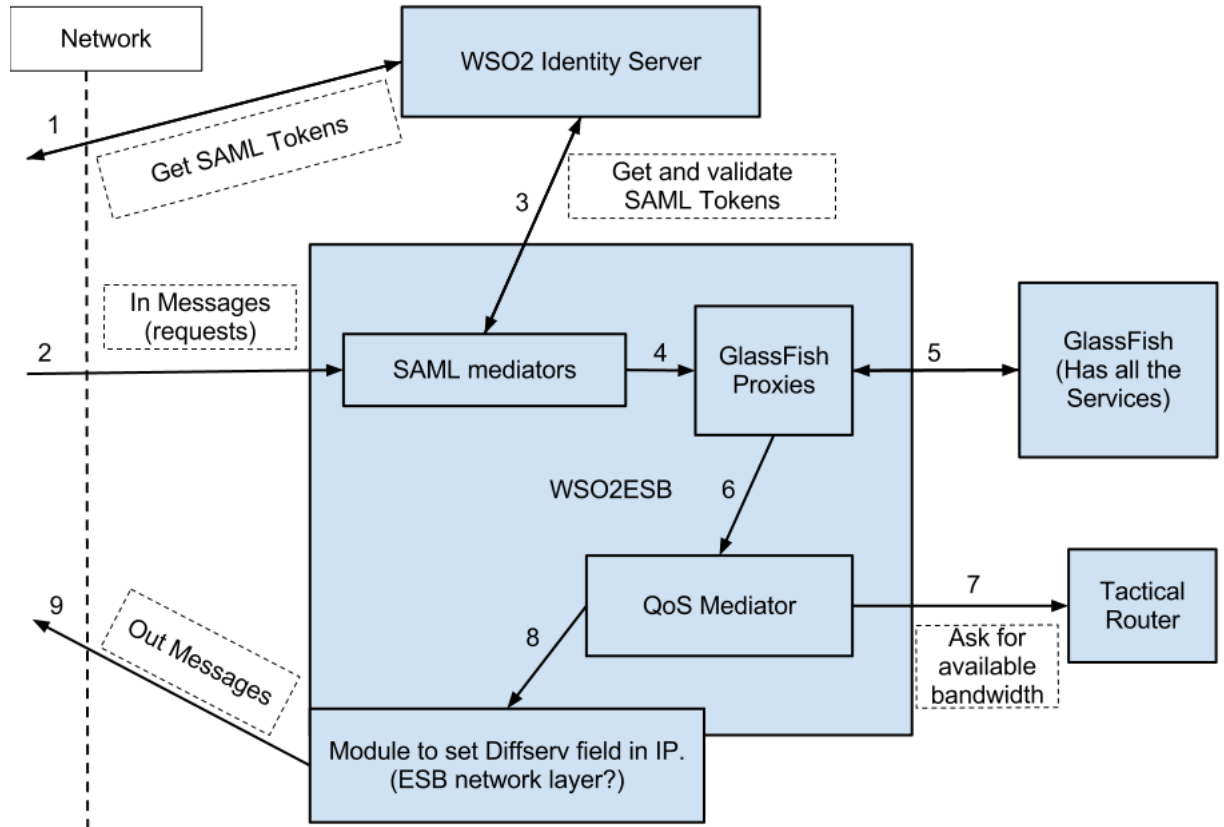 Network
WSO2 Identity Server
1
Get SAML Tokens
3
Get and validate
SAML Tokens
In Messages
(requests)
2
SAML mediators
4
GlassFish
Proxies
5
GlassFish
(Has all the
Services)
WSO2ESB
6
QoS Mediator
7
Tactical
Router
Ask for
available
bandwidth
8
9
Out Messages
Module to set Diffserv field in IP.
(ESB network layer?)